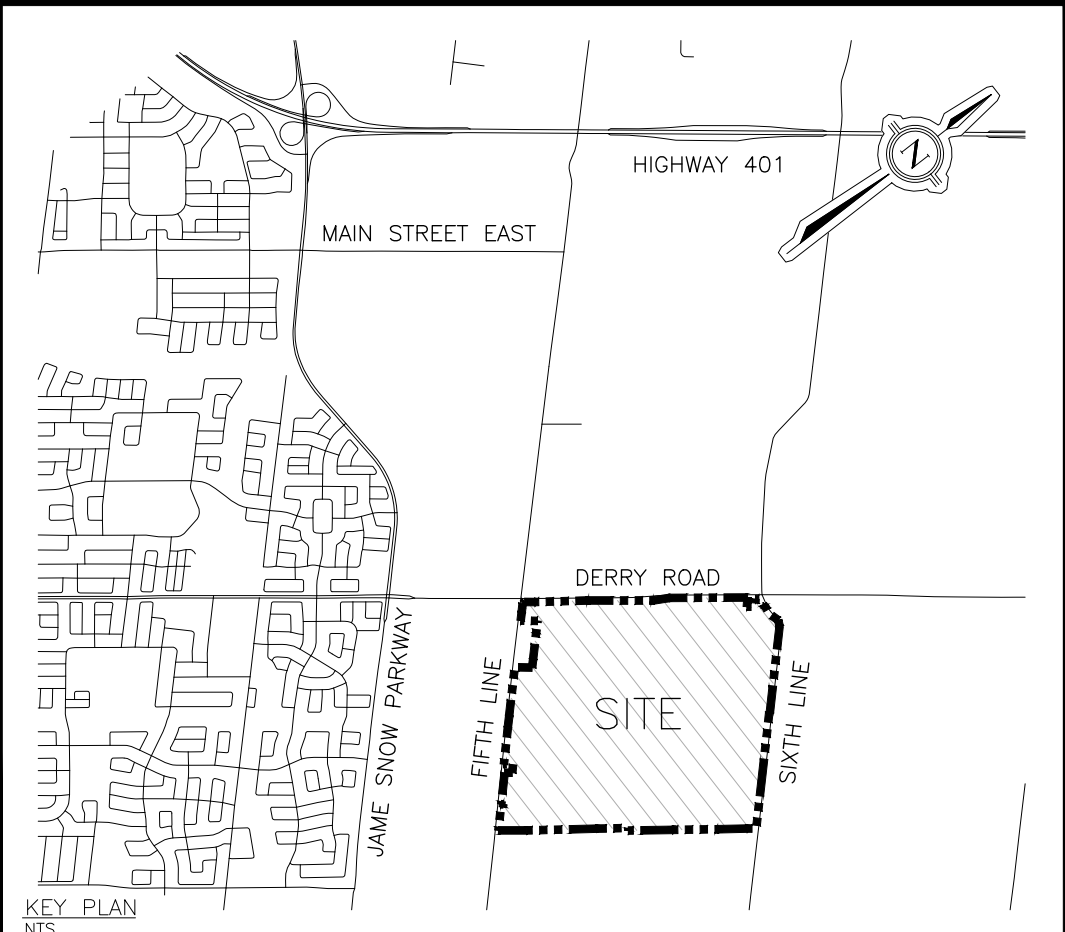 HIGHWAY 401
N
MAIN STREET EAST
DERRY ROAD
JAME SNOW PARKWAY
FIFTH LINE
SITE
SIXTH LINE
KEY PLAN
NTS